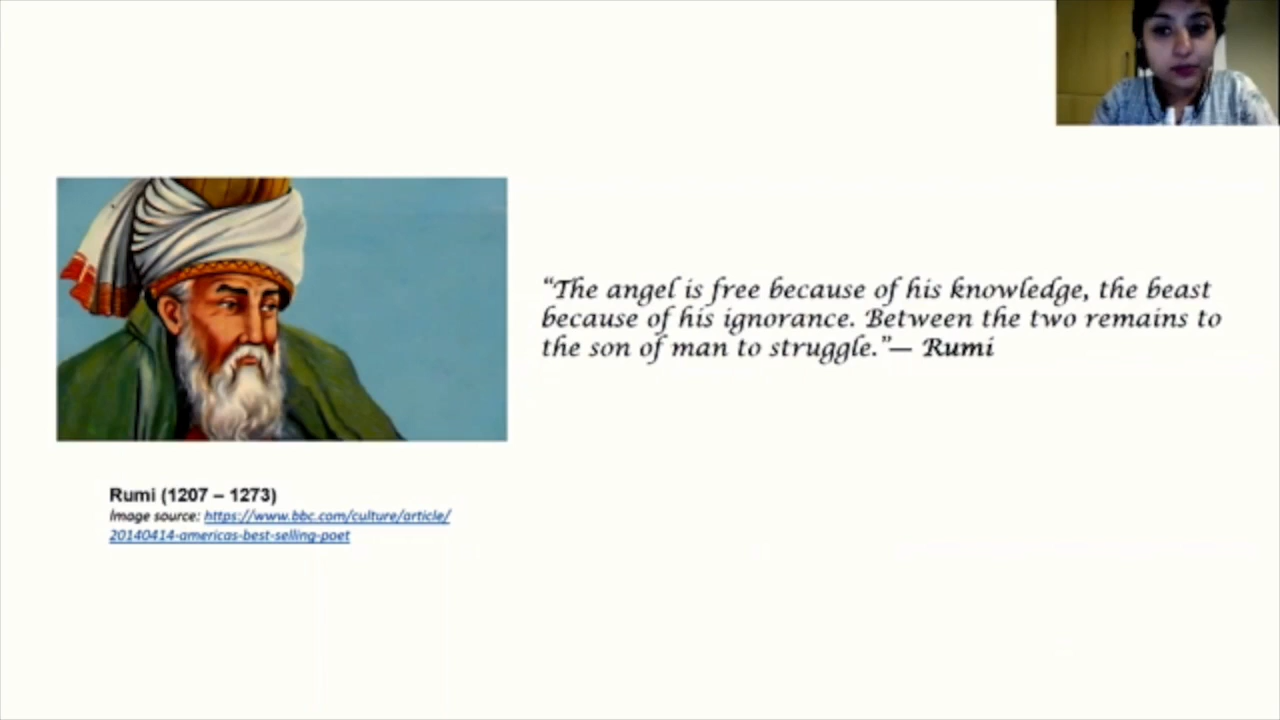 “The angel is free because of his knowledge, the beast
because of his ignorance. Between the two remains to
the son of man to struggle.”— Rumi
Rumi (1207 – 1273)
Image source: https://www.bbc.com/culture/article/
20140414-americas-best-selling-poet